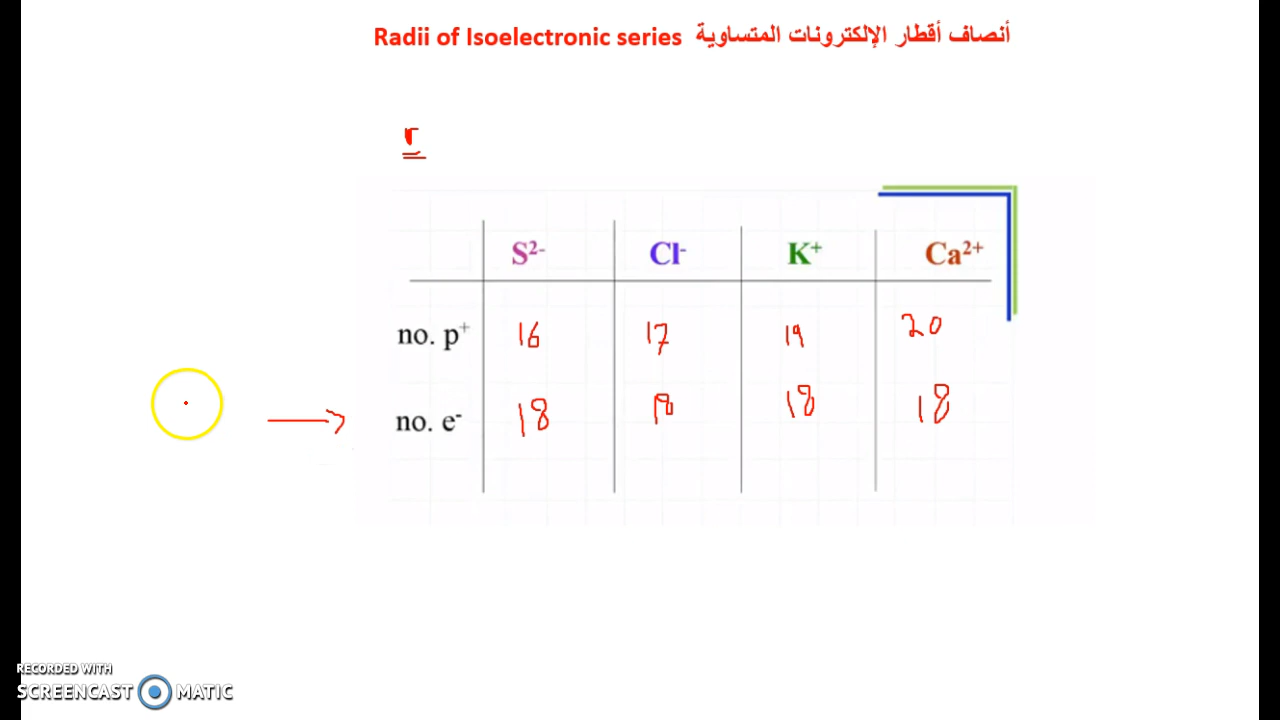 Radii of Isoelectronic series أنصاف أقطار الإلكترونات المتساوية
r
S²⁻ Cl⁻ K⁺ Ca²⁺
no. p⁺ 16 17 19 20
no. e⁻ 18 18 18 18
RECORDED WITH
SCREENCAST MATIC